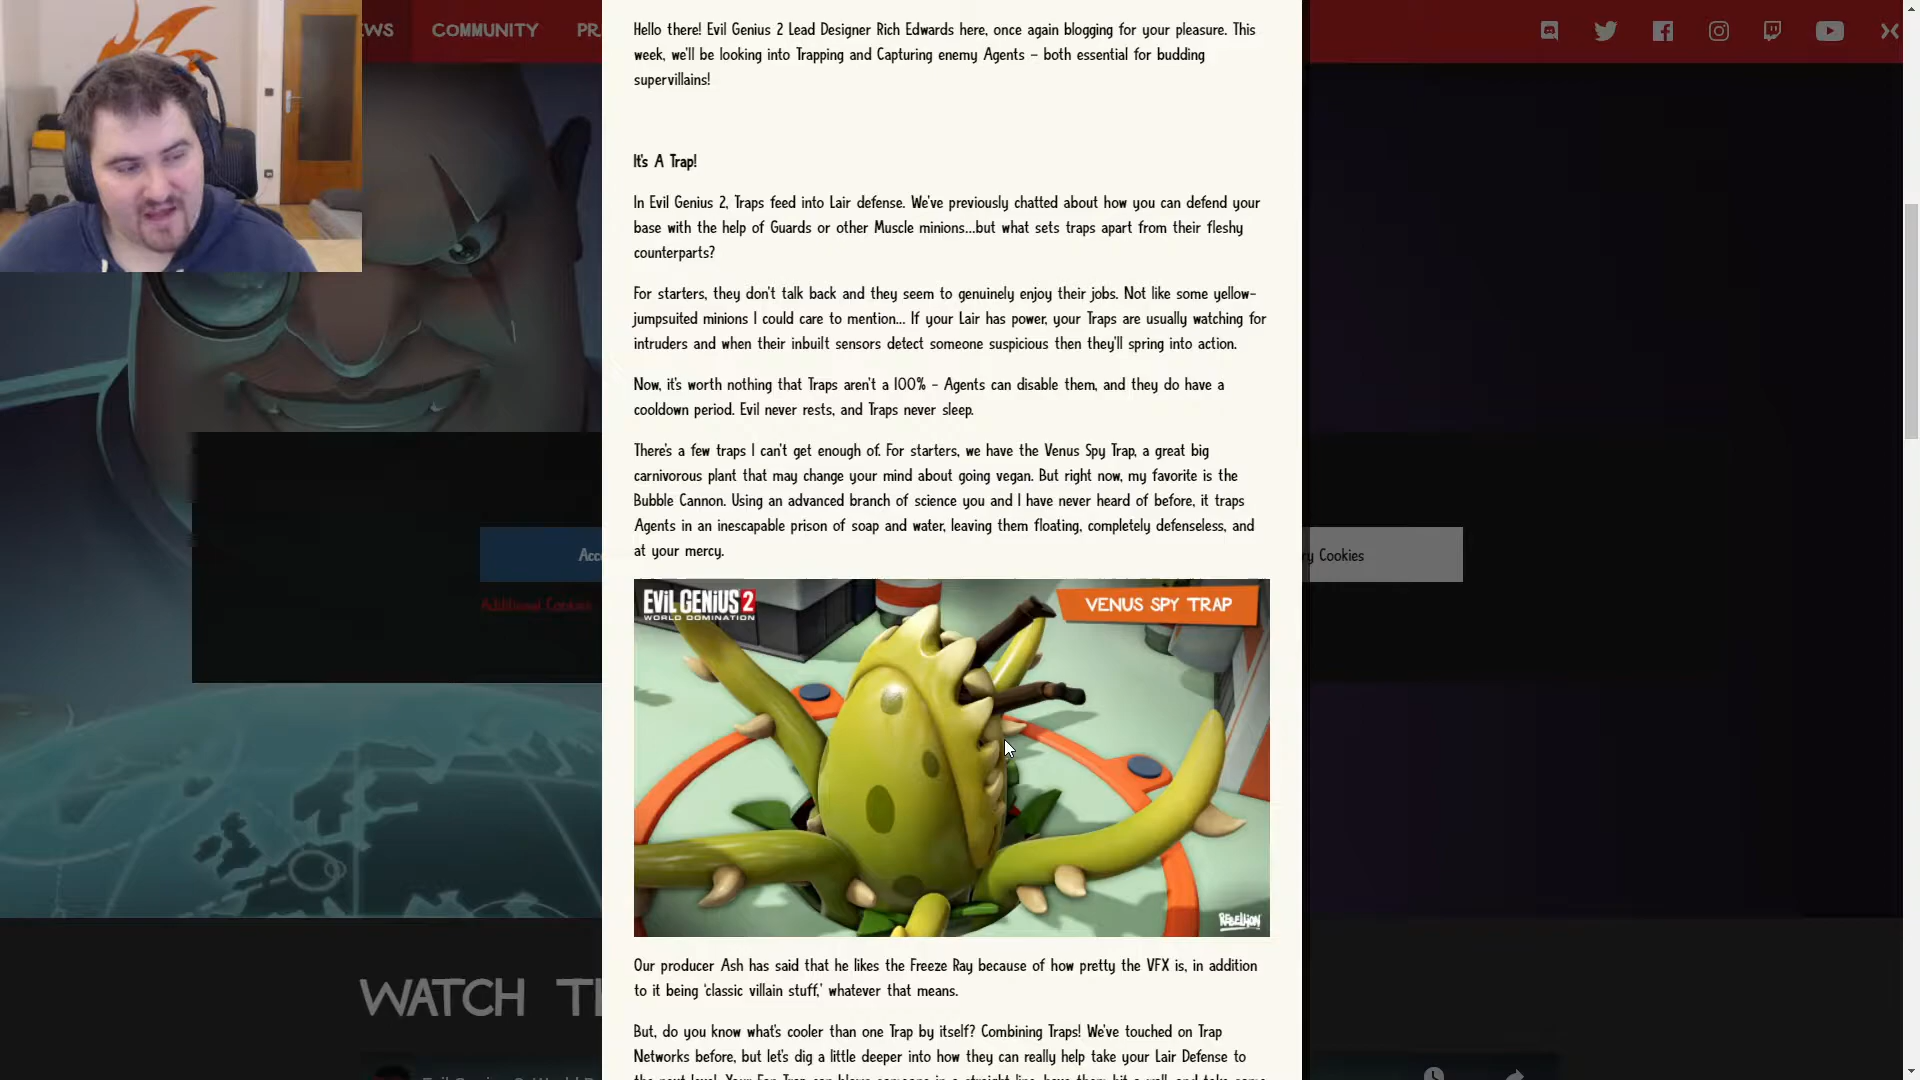 WS
COMMUNITY
PR
Hello there! Evil Genius 2 Lead Designer Rich Edwards here, once again blogging for your pleasure. This
week, we'll be looking into Trapping and Capturing enemy Agents – both essential for budding
supervillains!
It's A Trap!
In Evil Genius 2, Traps feed into Lair defense. We've previously chatted about how you can defend your
base with the help of Guards or other Muscle minions...but what sets traps apart from their fleshy
counterparts?
For starters, they don't talk back and they seem to genuinely enjoy their jobs. Not like some yellow-
jumpsuited minions I could care to mention... If your Lair has power, your Traps are usually watching for
intruders and when their inbuilt sensors detect someone suspicious then they'll spring into action.
Now, it's worth nothing that Traps aren't a 100% – Agents can disable them, and they do have a
cooldown period. Evil never rests, and Traps never sleep.
There's a few traps I can't get enough of. For starters, we have the Venus Spy Trap, a great big
carnivorous plant that may change your mind about going vegan. But right now, my favorite is the
Bubble Cannon. Using an advanced branch of science you and I have never heard of before, it traps
Agents in an inescapable prison of soap and water, leaving them floating, completely defenseless, and
at your mercy.
Acc
ry Cookies
Additional Cookies
EVIL GENIUS 2
WORLD DOMINATION
VENUS SPY TRAP
REBELLION
Our producer Ash has said that he likes the Freeze Ray because of how pretty the VFX is, in addition
to it being 'classic villain stuff,' whatever that means.
WATCH T
But, do you know what's cooler than one Trap by itself? Combining Traps! We've touched on Trap
Networks before, but let's dig a little deeper into how they can really help take your Lair Defense to